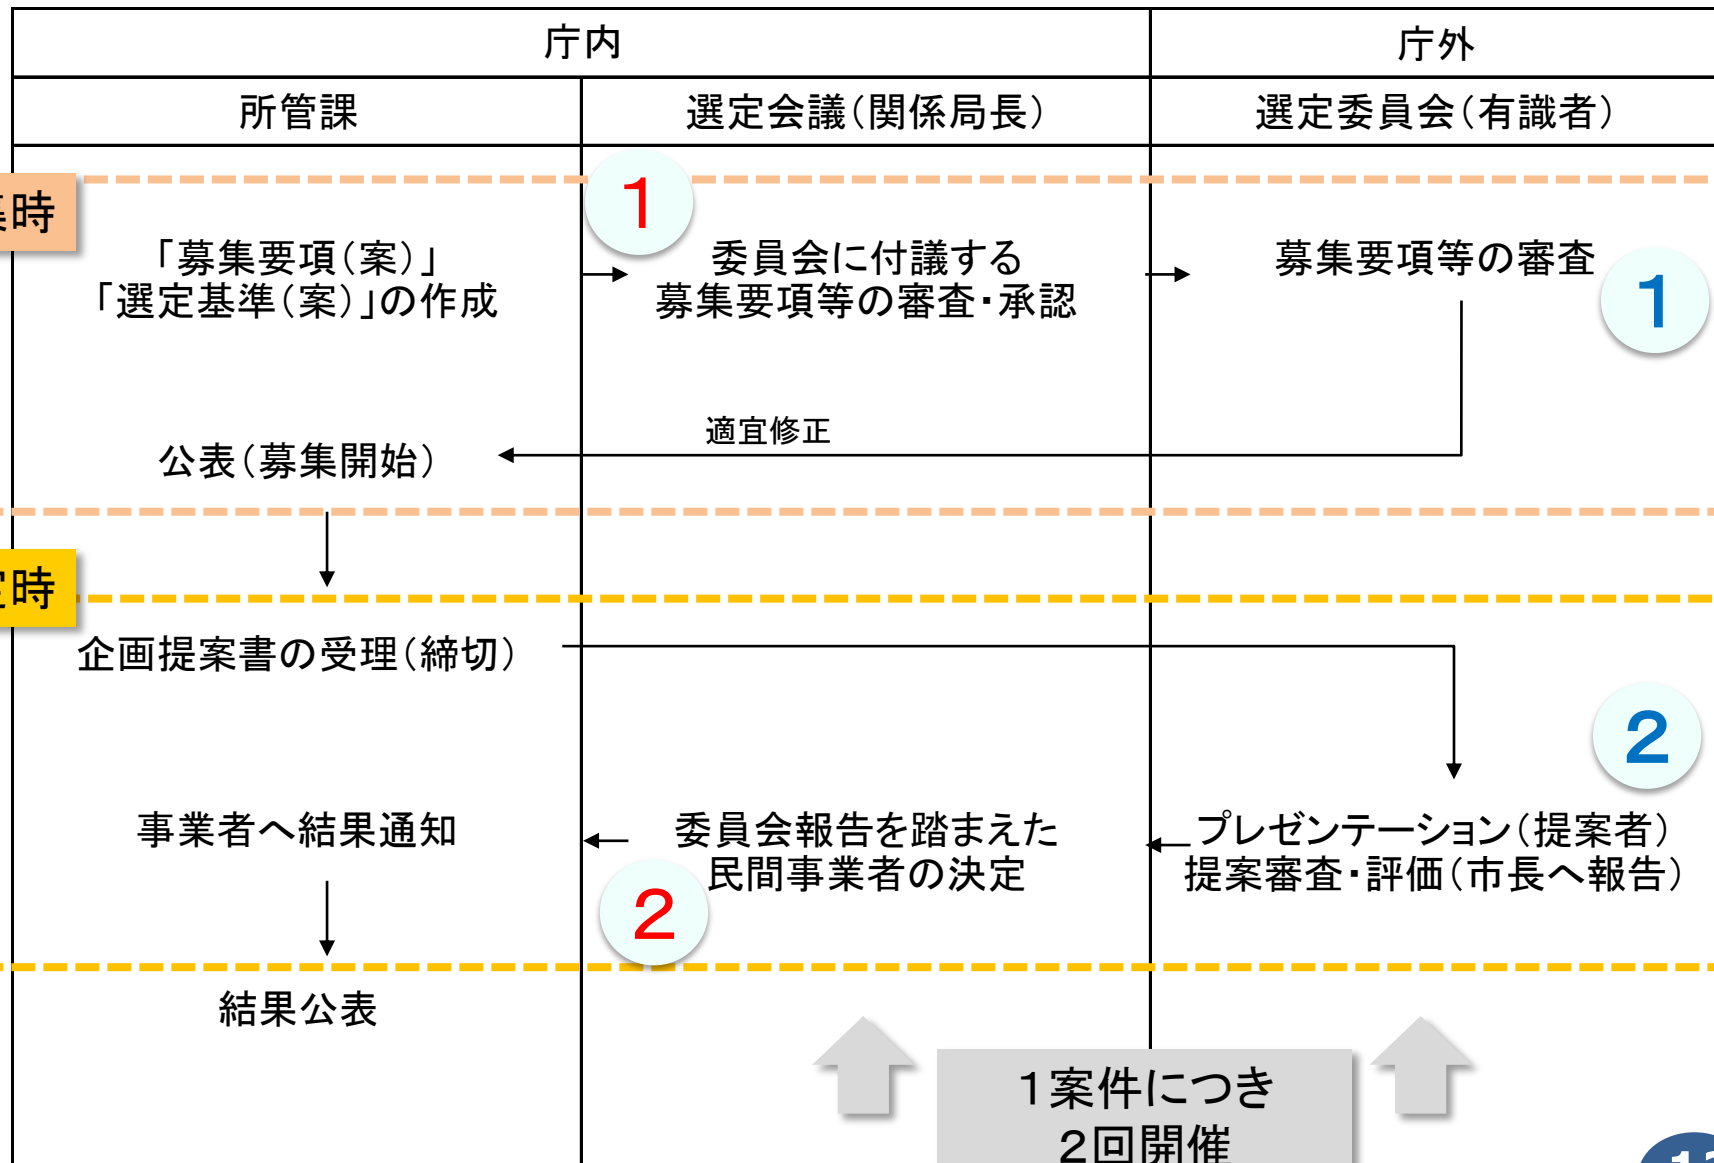 庁内
庁外
所管課
選定会議（関係局長）
選定委員会（有識者）
時
1
「募集要項（案）」
「選定基準（案）」の作成
委員会に付議する
募集要項等の審査・承認
募集要項等の審査
1
適宜修正
公表（募集開始）
時
企画提案書の受理（締切）
2
事業者へ結果通知
委員会報告を踏まえた
民間事業者の決定
プレゼンテーション（提案者）
提案審査・評価（市長へ報告）
2
結果公表
１案件につき
２回開催